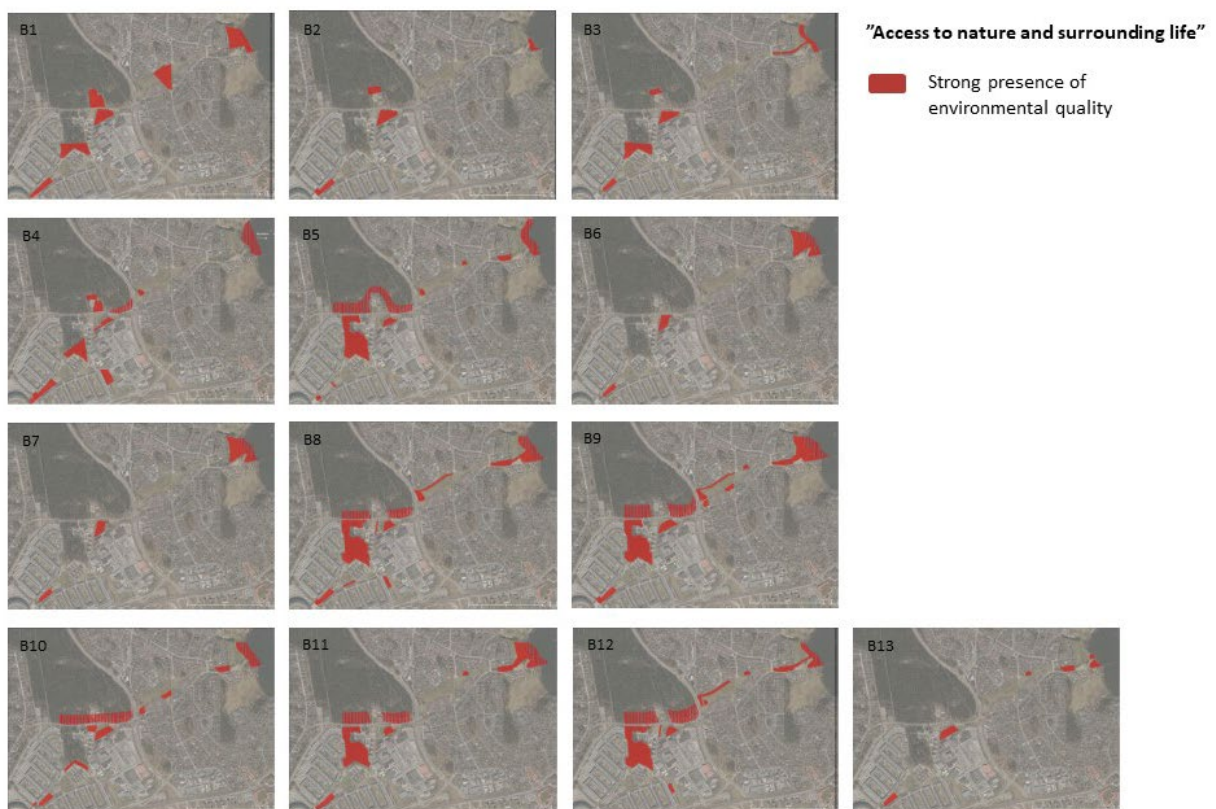 B1
B2
B3
"Access to nature and surrounding life"
Strong presence of
environmental quality
B4
B5
B6
B7
B8
B9
B10
B11
B12
B13